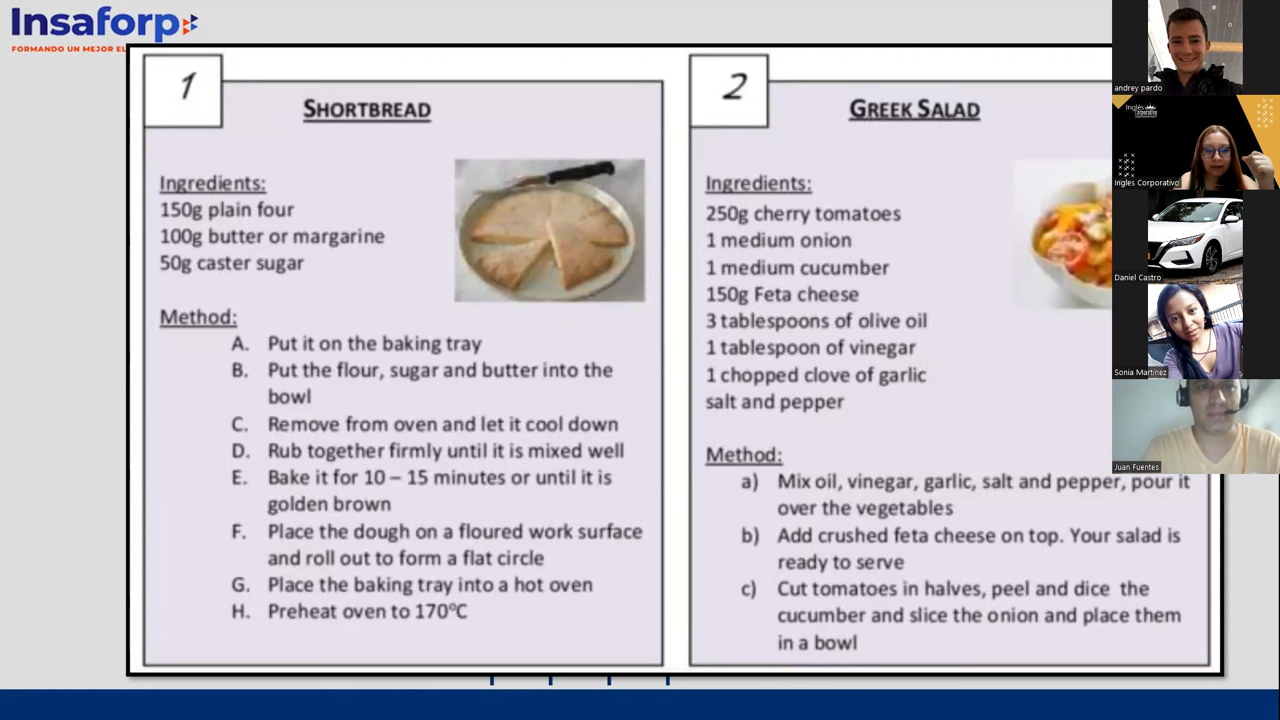 Insaforp
FORMANDO UN MEJOR EL
1
SHORTBREAD
Ingredients:
150g plain four
100g butter or margarine
50g caster sugar
Method:
A. Put it on the baking tray
B. Put the flour, sugar and butter into the
bowl
C. Remove from oven and let it cool down
D. Rub together firmly until it is mixed well
E. Bake it for 10 – 15 minutes or until it is
golden brown
F. Place the dough on a floured work surface
and roll out to form a flat circle
G. Place the baking tray into a hot oven
H. Preheat oven to 170°C
2
GREEK SALAD
Ingredients:
250g cherry tomatoes
1 medium onion
1 medium cucumber
150g Feta cheese
3 tablespoons of olive oil
1 tablespoon of vinegar
1 chopped clove of garlic
salt and pepper
Method:
a) Mix oil, vinegar, garlic, salt and pepper, pour it
over the vegetables
b) Add crushed feta cheese on top. Your salad is
ready to serve
c) Cut tomatoes in halves, peel and dice the
cucumber and slice the onion and place them
in a bowl
andrey pardo
Inglés
Corporativo
Ingles Corporativo
Daniel Castro
Sonia Martínez
Juan Fuentes